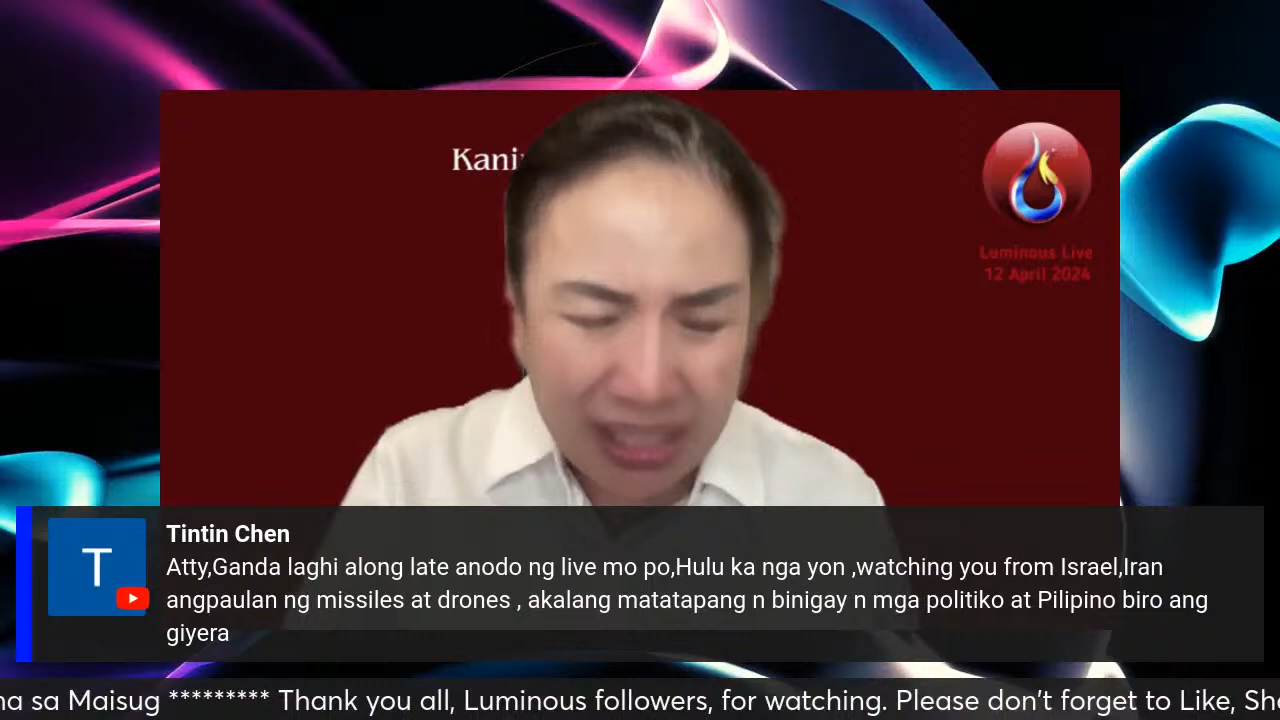 Kani
Luminous Live
12 April 2024
Tintin Chen
T
Atty,Ganda laghi along late anodo ng live mo po,Hulu ka nga yon ,watching you from Israel,Iran
angpaulan ng missiles at drones , akalang matatapang n binigay n mga politiko at Pilipino biro ang
giyera
na sa Maisug ********* Thank you all, Luminous followers, for watching. Please don't forget to Like, Sha